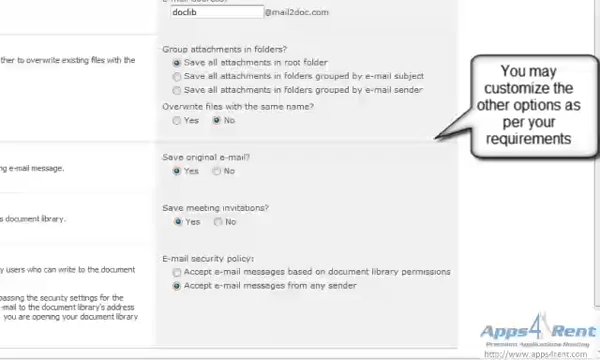 doclib @mail2doc.com
Group attachments in folders?
ther to overwrite existing files with the
Save all attachments in root folder
Save all attachments in folders grouped by e-mail subject
Save all attachments in folders grouped by e-mail sender
Overwrite files with the same name?
Yes No
You may
customize the
other options as
per your
requirements
Save original e-mail?
ng e-mail message.
Yes No
Save meeting invitations?
s document library.
Yes No
E-mail security policy:
y users who can write to the document
Accept e-mail messages based on document library permissions
Accept e-mail messages from any sender
passing the security settings for the
-mail to the document library's address
you are opening your document library
Apps4Rent
Premium Applications Hosting
http://www.apps4rent.com